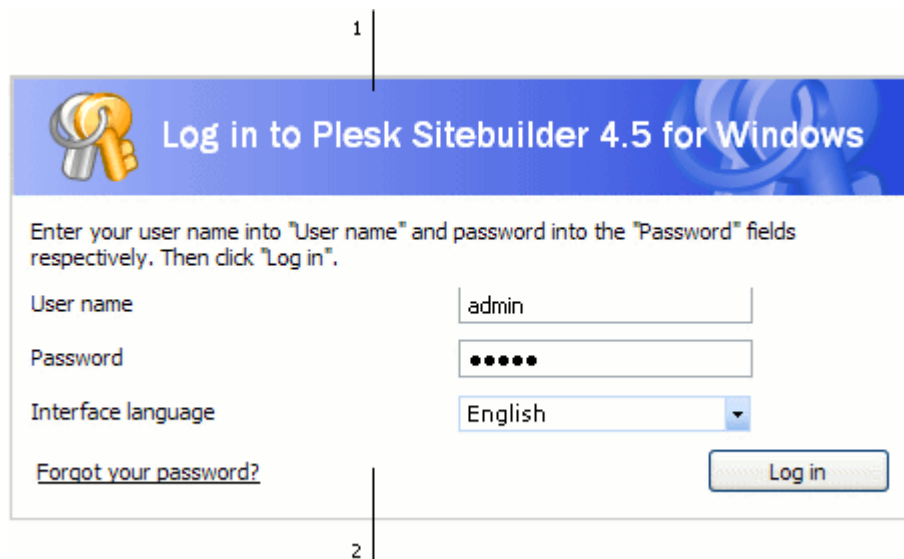 1
Log in to Plesk Sitebuilder 4.5 for Windows
Enter your user name into "User name" and password into the "Password" fields
respectively. Then click "Log in".
User name admin
Password •••••
Interface language English
Forgot your password? Log in
2